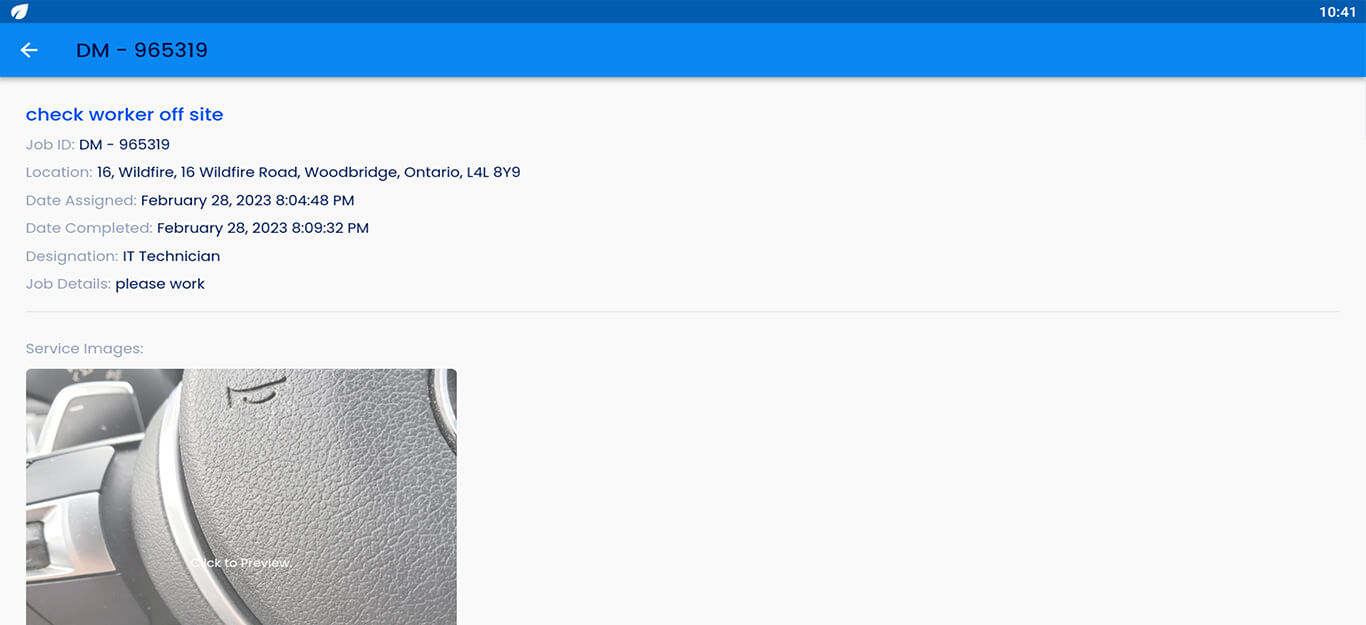 10:41
DM - 965319
check worker off site
Job ID: DM - 965319
Location: 16, Wildfire, 16 Wildfire Road, Woodbridge, Ontario, L4L 8Y9
Date Assigned: February 28, 2023 8:04:48 PM
Date Completed: February 28, 2023 8:09:32 PM
Designation: IT Technician
Job Details: please work
Service Images:
Click to Preview.